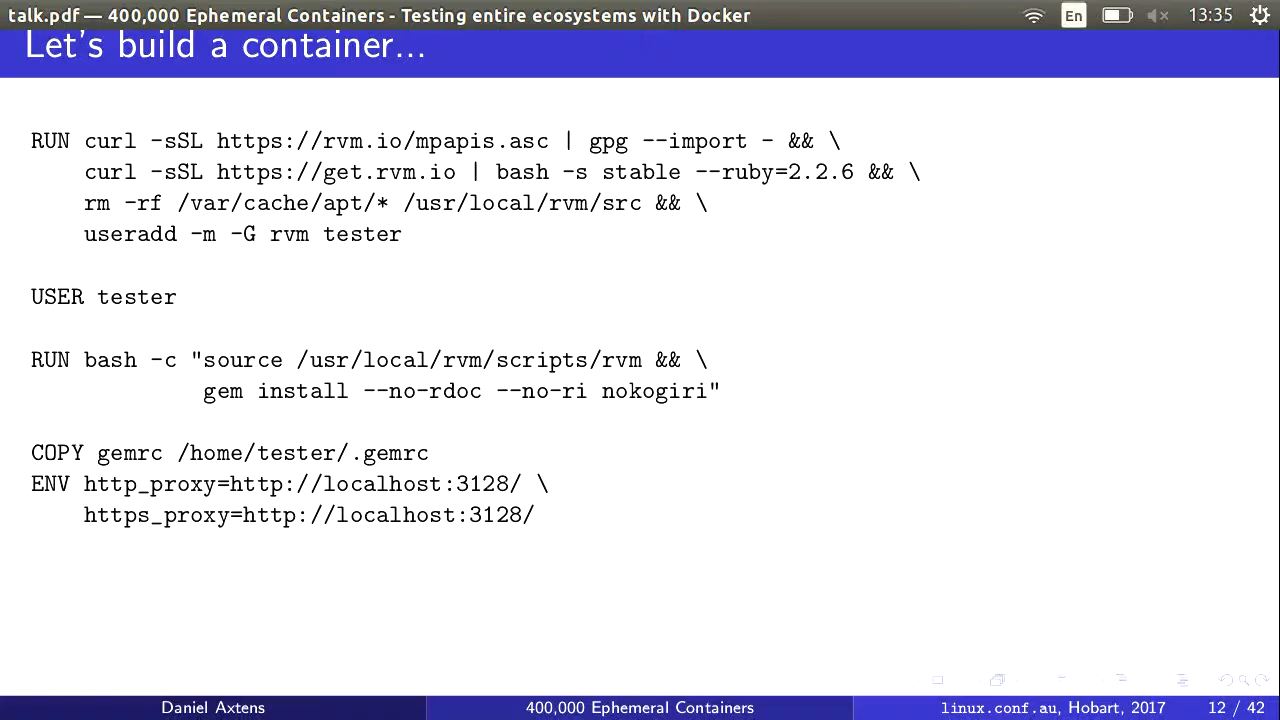 talk.pdf — 400,000 Ephemeral Containers - Testing entire ecosystems with Docker
En
13:35
Let's build a container...
RUN curl -sSL https://rvm.io/mpapis.asc | gpg --import - && \
curl -sSL https://get.rvm.io | bash -s stable --ruby=2.2.6 && \
rm -rf /var/cache/apt/* /usr/local/rvm/src && \
useradd -m -G rvm tester
USER tester
RUN bash -c "source /usr/local/rvm/scripts/rvm && \
gem install --no-rdoc --no-ri nokogiri"
COPY gemrc /home/tester/.gemrc
ENV http_proxy=http://localhost:3128/ \
https_proxy=http://localhost:3128/
Daniel Axtens
400,000 Ephemeral Containers
linux.conf.au, Hobart, 2017
12 / 42